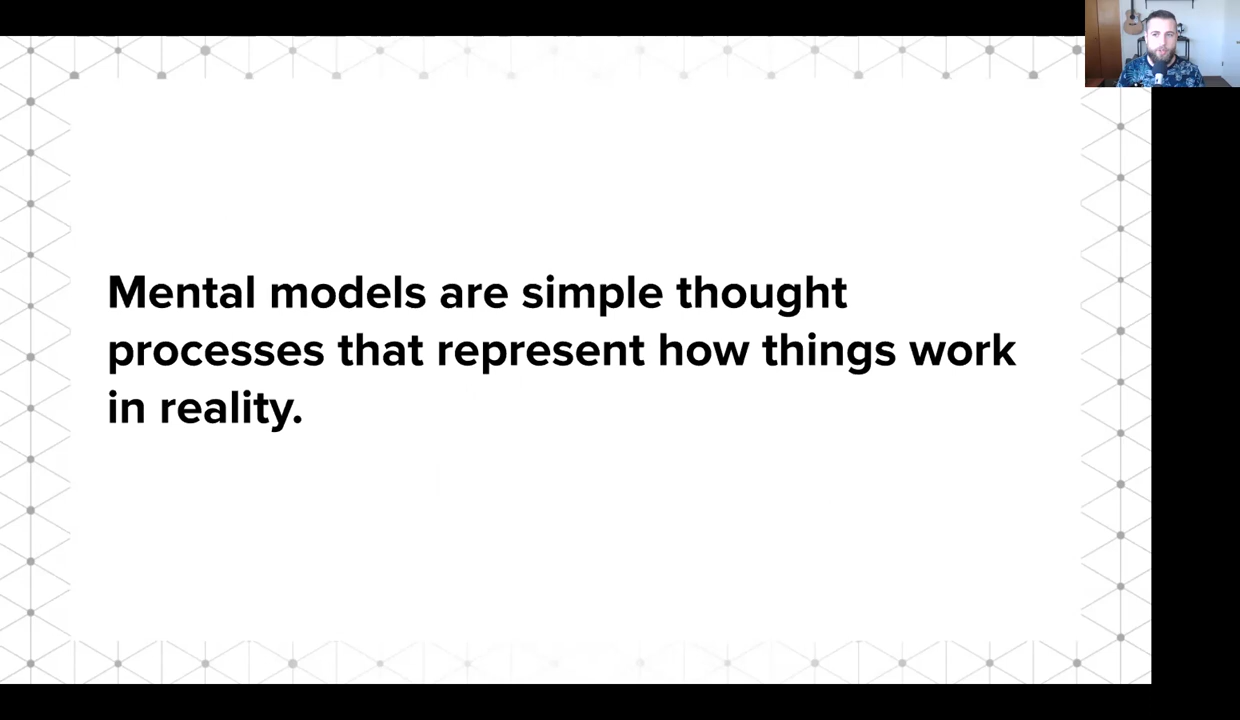 Mental models are simple thought
processes that represent how things work
in reality.